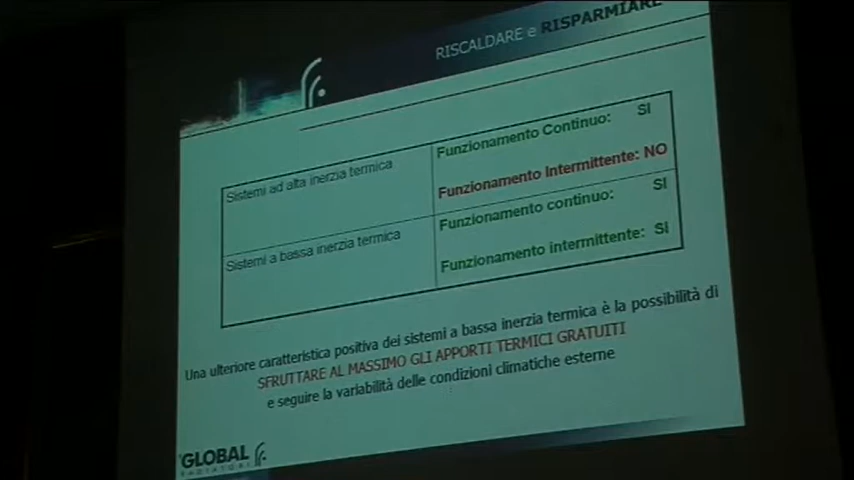 RISCALDARE e RISPARMIARE
Sistemi ad alta inerzia termica
Funzionamento Continuo: SI
Funzionamento Intermittente: NO
Sistemi a bassa inerzia termica
Funzionamento continuo: SI
Funzionamento intermittente: SI
Una ulteriore caratteristica positiva dei sistemi a bassa inerzia termica è la possibilità di
SFRUTTARE AL MASSIMO GLI APPORTI TERMICI GRATUITI
e seguire la variabilità delle condizioni climatiche esterne
GLOBAL
RADIATORI